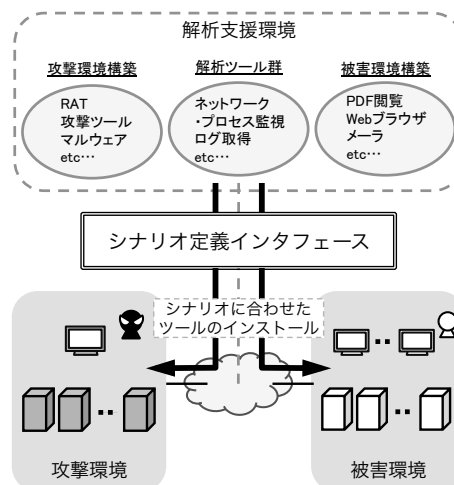 解析支援環境
攻撃環境構築
RAT
攻撃ツール
マルウェア
etc…
解析ツール群
ネットワーク
・プロセス監視
ログ取得
etc…
被害環境構築
PDF閲覧
Webブラウザ
メーラ
etc…
シナリオ定義インタフェース
シナリオに合わせた
ツールのインストール
攻撃環境
被害環境